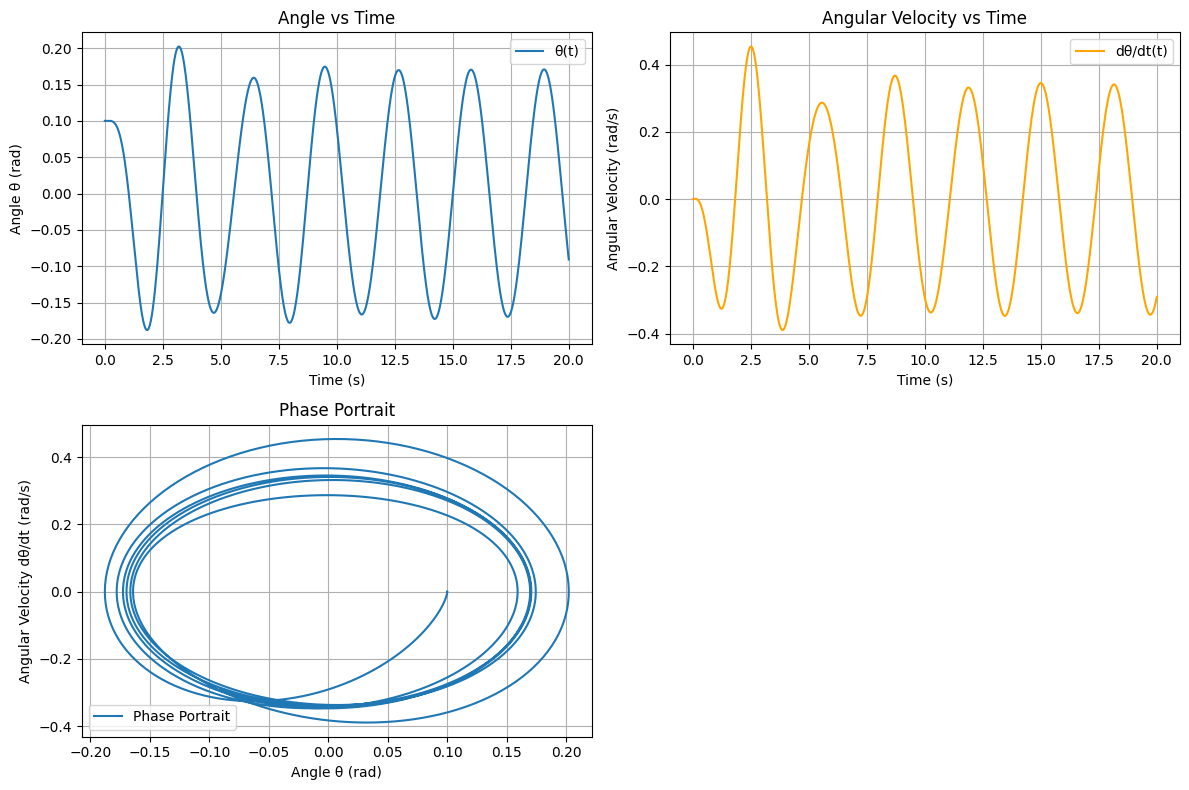 Angle vs Time
θ(t)
0.20
0.15
0.10
0.05
0.00
−0.05
−0.10
−0.15
−0.20
Angle θ (rad)
0.0 2.5 5.0 7.5 10.0 12.5 15.0 17.5 20.0
Time (s)
Angular Velocity vs Time
dθ/dt(t)
0.4
0.2
0.0
−0.2
−0.4
Angular Velocity (rad/s)
0.0 2.5 5.0 7.5 10.0 12.5 15.0 17.5 20.0
Time (s)
Phase Portrait
0.4
0.2
0.0
−0.2
−0.4
Angular Velocity dθ/dt (rad/s)
Phase Portrait
−0.20 −0.15 −0.10 −0.05 0.00 0.05 0.10 0.15 0.20
Angle θ (rad)